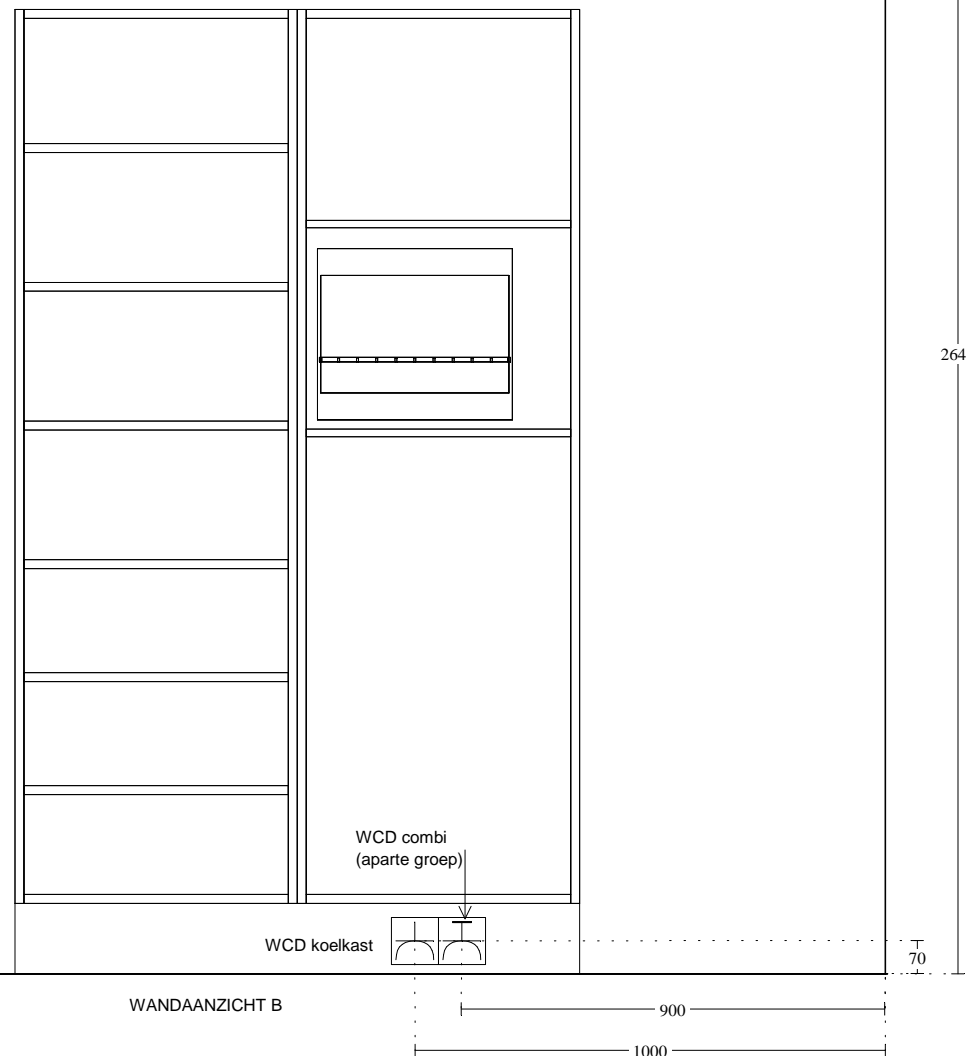 264
WCD combi
(aparte groep)
WCD koelkast
70
WANDAANZICHT B
900
1000